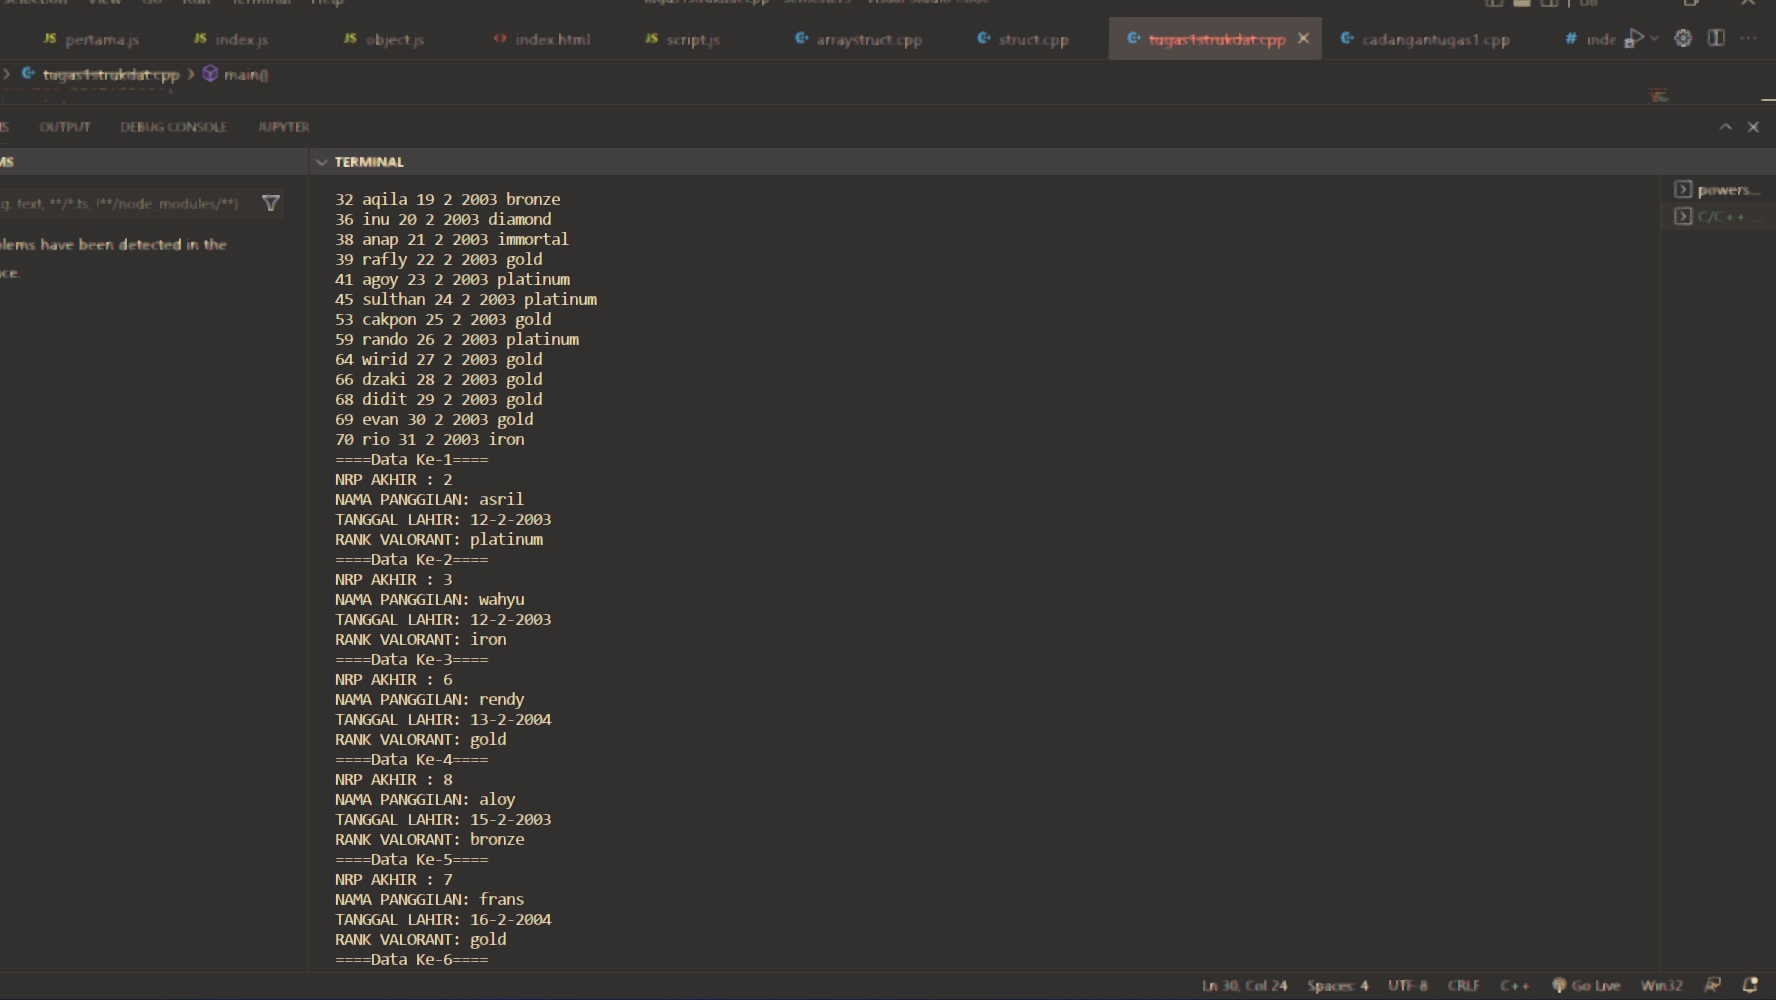 Selection View Go Run Terminal Help
pertama.js index.js object.js index.html script.js arraystruct.cpp struct.cpp tugas1strukdat.cpp cadangantugas1.cpp inde
tugas1strukdat.cpp main()
OUTPUT DEBUG CONSOLE JUPYTER
MS
TERMINAL
g. text, **/*.ts, !**/node_modules/**)
blems have been detected in the
ce.
powers...
C/C++ ...
32 aqila 19 2 2003 bronze
36 inu 20 2 2003 diamond
38 anap 21 2 2003 immortal
39 rafly 22 2 2003 gold
41 agoy 23 2 2003 platinum
45 sulthan 24 2 2003 platinum
53 cakpon 25 2 2003 gold
59 rando 26 2 2003 platinum
64 wirid 27 2 2003 gold
66 dzaki 28 2 2003 gold
68 didit 29 2 2003 gold
69 evan 30 2 2003 gold
70 rio 31 2 2003 iron
====Data Ke-1====
NRP AKHIR : 2
NAMA PANGGILAN: asril
TANGGAL LAHIR: 12-2-2003
RANK VALORANT: platinum
====Data Ke-2====
NRP AKHIR : 3
NAMA PANGGILAN: wahyu
TANGGAL LAHIR: 12-2-2003
RANK VALORANT: iron
====Data Ke-3====
NRP AKHIR : 6
NAMA PANGGILAN: rendy
TANGGAL LAHIR: 13-2-2004
RANK VALORANT: gold
====Data Ke-4====
NRP AKHIR : 8
NAMA PANGGILAN: aloy
TANGGAL LAHIR: 15-2-2003
RANK VALORANT: bronze
====Data Ke-5====
NRP AKHIR : 7
NAMA PANGGILAN: frans
TANGGAL LAHIR: 16-2-2004
RANK VALORANT: gold
====Data Ke-6====
Ln 30, Col 24 Spaces: 4 UTF-8 CRLF C++ Go Live Win32